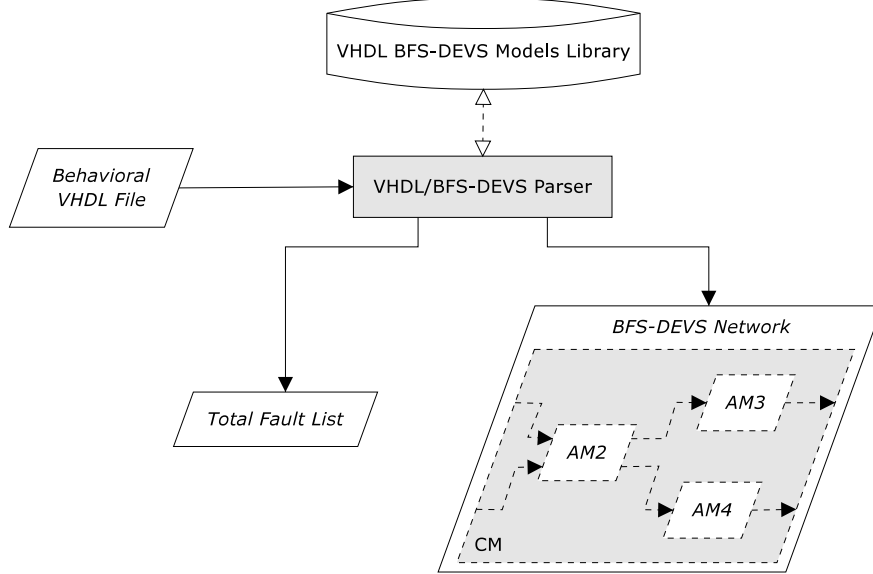 VHDL BFS-DEVS Models Library
Behavioral
VHDL File
VHDL/BFS-DEVS Parser
BFS-DEVS Network
Total Fault List
AM3
AM2
AM4
CM